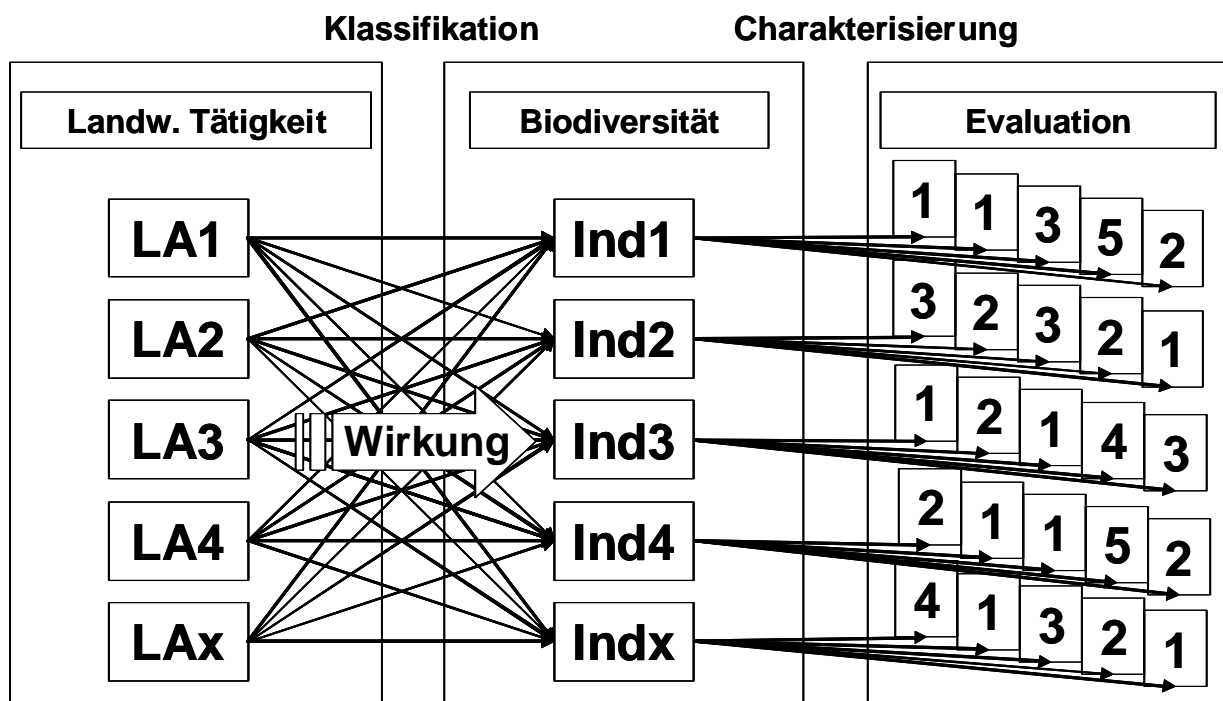 Klassifikation Charakterisierung
Landw. Tätigkeit Biodiversität Evaluation
LA1 Ind1 1 1 3 5 2
LA2 Ind2 3 2 3 2 1
LA3 Wirkung Ind3 1 2 1 4 3
LA4 Ind4 2 1 1 5 2
LAx Indx 4 1 3 2 1